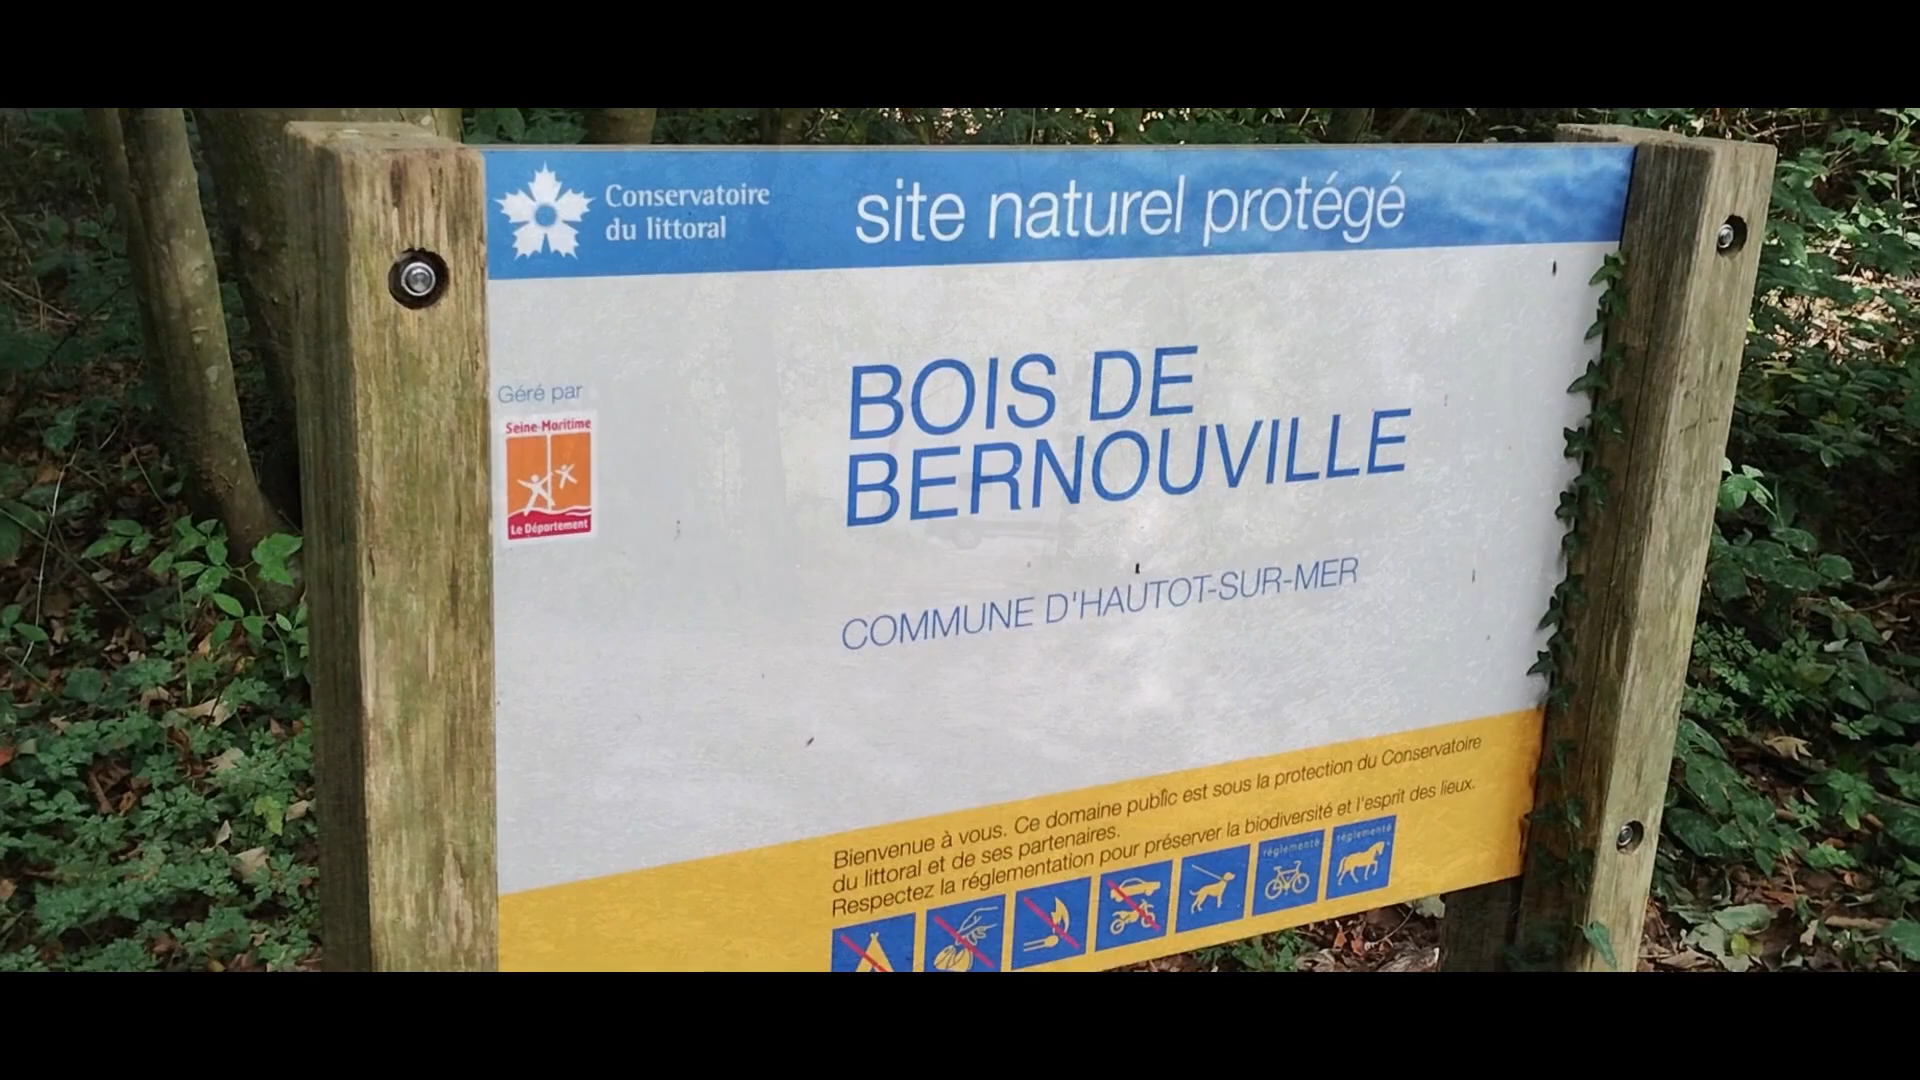 Conservatoire
du littoral
site naturel protégé
Géré par
Seine-Maritime
Le Département
BOIS DE
BERNOUVILLE
COMMUNE D'HAUTOT-SUR-MER
Bienvenue à vous. Ce domaine public est sous la protection du Conservatoire
du littoral et de ses partenaires.
Respectez la réglementation pour préserver la biodiversité et l'esprit des lieux.
réglementé
réglementé